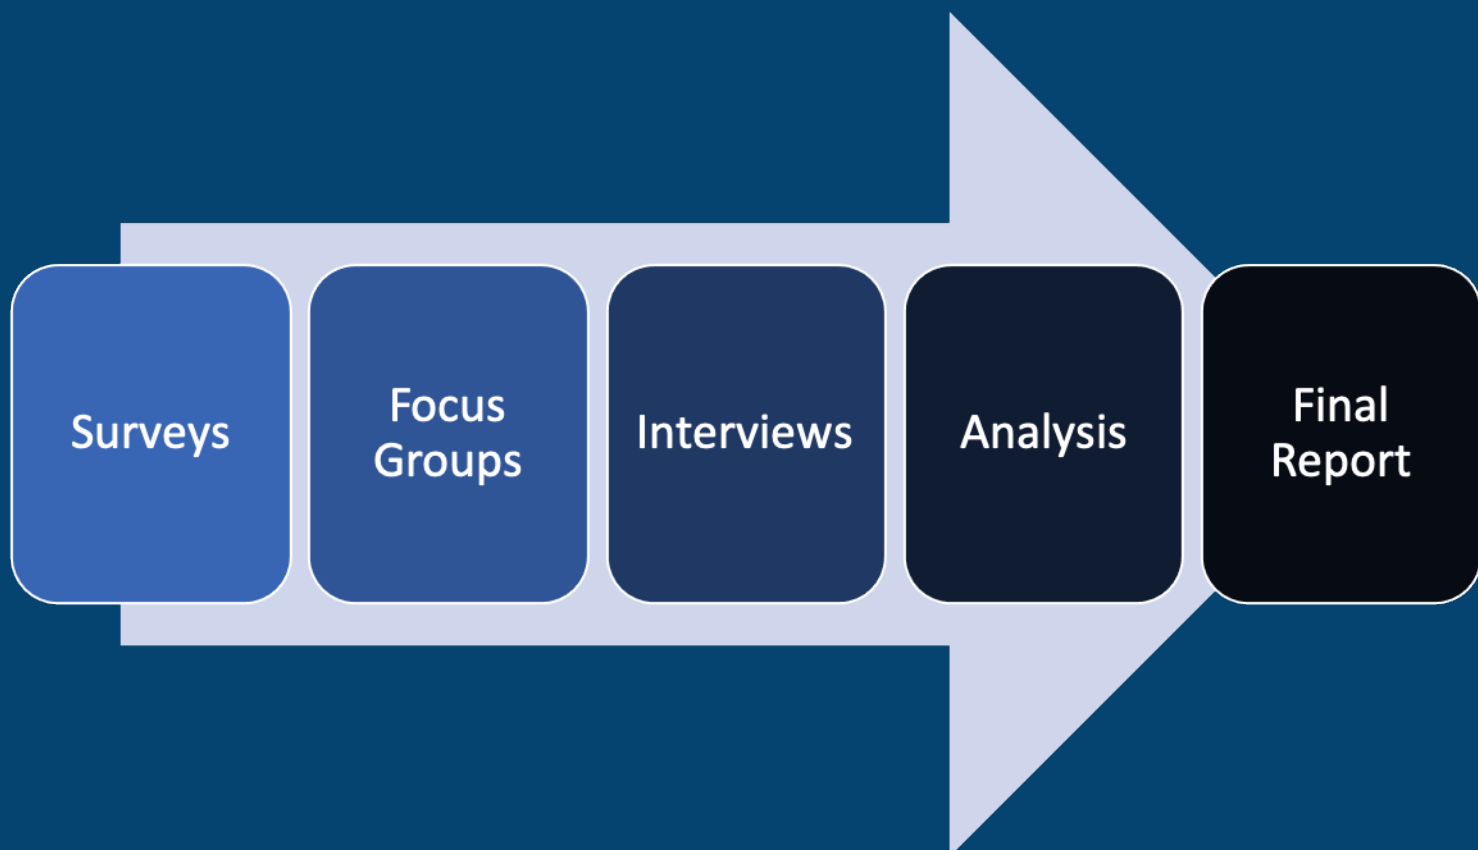 Surveys
Focus
Groups
Interviews
Analysis
Final
Report